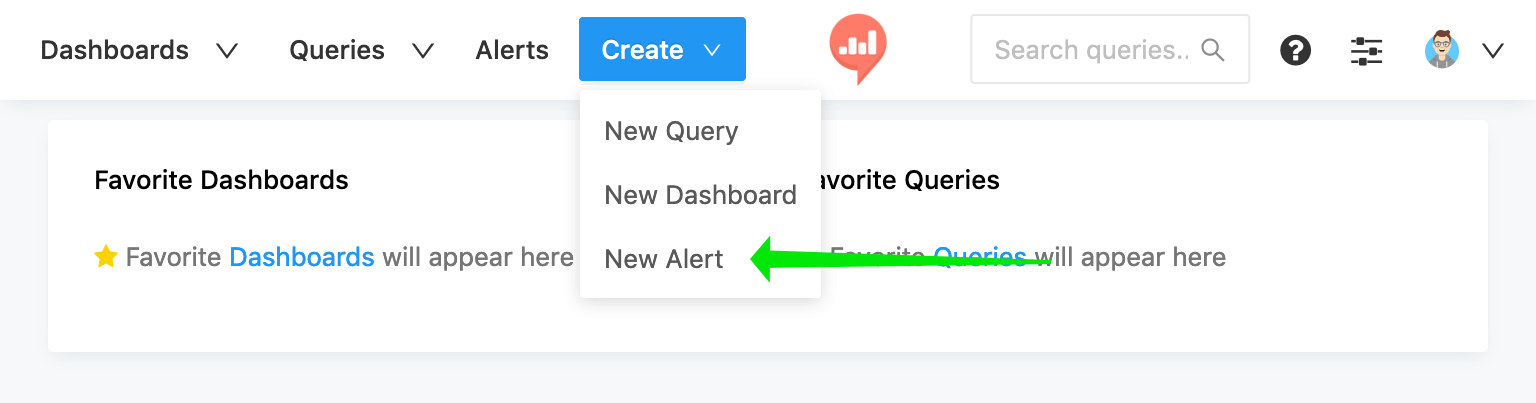 Dashboards Queries Alerts Create Search queries..
New Query
New Dashboard
New Alert
Favorite Dashboards
Favorite Dashboards will appear here
avorite Queries
Favorite Queries will appear here